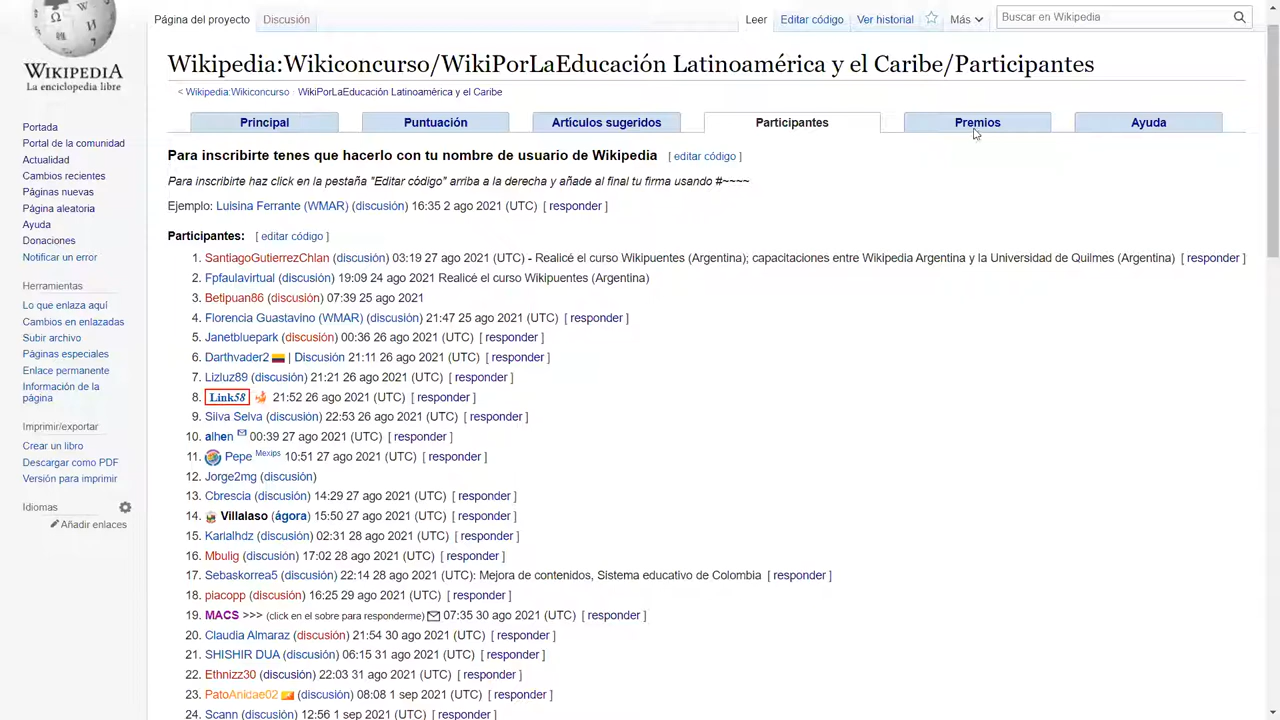 Página del proyecto Discusión Leer Editar código Ver historial Más Buscar en Wikipedia
WIKIPEDIA
La enciclopedia libre
Portada
Portal de la comunidad
Actualidad
Cambios recientes
Páginas nuevas
Página aleatoria
Ayuda
Donaciones
Notificar un error
Herramientas
Lo que enlaza aquí
Cambios en enlazadas
Subir archivo
Páginas especiales
Enlace permanente
Información de la
página
Imprimir/exportar
Crear un libro
Descargar como PDF
Versión para imprimir
Idiomas
Añadir enlaces
Wikipedia:Wikiconcurso/WikiPorLaEducación Latinoamérica y el Caribe/Participantes
< Wikipedia:Wikiconcurso | WikiPorLaEducación Latinoamérica y el Caribe
Principal Puntuación Artículos sugeridos Participantes Premios Ayuda
Para inscribirte tenes que hacerlo con tu nombre de usuario de Wikipedia [ editar código ]
Para inscribirte haz click en la pestaña "Editar código" arriba a la derecha y añade al final tu firma usando #~~~~
Ejemplo: Luisina Ferrante (WMAR) (discusión) 16:35 2 ago 2021 (UTC) [ responder ]
Participantes: [ editar código ]
1. SantiagoGutierrezChlan (discusión) 03:19 27 ago 2021 (UTC) - Realicé el curso Wikipuentes (Argentina); capacitaciones entre Wikipedia Argentina y la Universidad de Quilmes (Argentina) [ responder ]
2. Fpfaulavirtual (discusión) 19:09 24 ago 2021 Realicé el curso Wikipuentes (Argentina)
3. Betipuan86 (discusión) 07:39 25 ago 2021
4. Florencia Guastavino (WMAR) (discusión) 21:47 25 ago 2021 (UTC) [ responder ]
5. Janetbluepark (discusión) 00:36 26 ago 2021 (UTC) [ responder ]
6. Darthvader2 | Discusión 21:11 26 ago 2021 (UTC) [ responder ]
7. Lizluz89 (discusión) 21:21 26 ago 2021 (UTC) [ responder ]
8. Link58 21:52 26 ago 2021 (UTC) [ responder ]
9. Silva Selva (discusión) 22:53 26 ago 2021 (UTC) [ responder ]
10. alhen 00:39 27 ago 2021 (UTC) [ responder ]
11. Pepe Mexips 10:51 27 ago 2021 (UTC) [ responder ]
12. Jorge2mg (discusión)
13. Cbrescia (discusión) 14:29 27 ago 2021 (UTC) [ responder ]
14. Villalaso (ágora) 15:50 27 ago 2021 (UTC) [ responder ]
15. Karlalhdz (discusión) 02:31 28 ago 2021 (UTC) [ responder ]
16. Mbulig (discusión) 17:02 28 ago 2021 (UTC) [ responder ]
17. Sebaskorrea5 (discusión) 22:14 28 ago 2021 (UTC): Mejora de contenidos, Sistema educativo de Colombia [ responder ]
18. piacopp (discusión) 16:25 29 ago 2021 (UTC) [ responder ]
19. MACS >>> (click en el sobre para responderme) 07:35 30 ago 2021 (UTC) [ responder ]
20. Claudia Almaraz (discusión) 21:54 30 ago 2021 (UTC) [ responder ]
21. SHISHIR DUA (discusión) 06:15 31 ago 2021 (UTC) [ responder ]
22. Ethnizz30 (discusión) 22:03 31 ago 2021 (UTC) [ responder ]
23. PatoAnidae02 (discusión) 08:08 1 sep 2021 (UTC) [ responder ]
24. Scann (discusión) 12:56 1 sep 2021 (UTC) [ responder ]